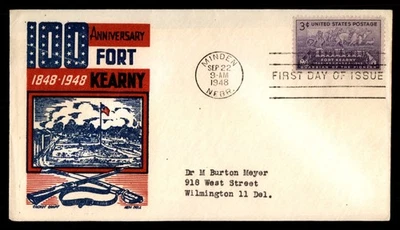 100 ANNIVERSARY
FORT
1848-1948 KEARNY
MINDEN
SEP 22
9-AM
1948
NEBR.
FIRST DAY OF ISSUE
3¢ UNITED STATES POSTAGE
FORT KEARNY
Dr M Burton Meyer
918 West Street
Wilmington 11 Del.